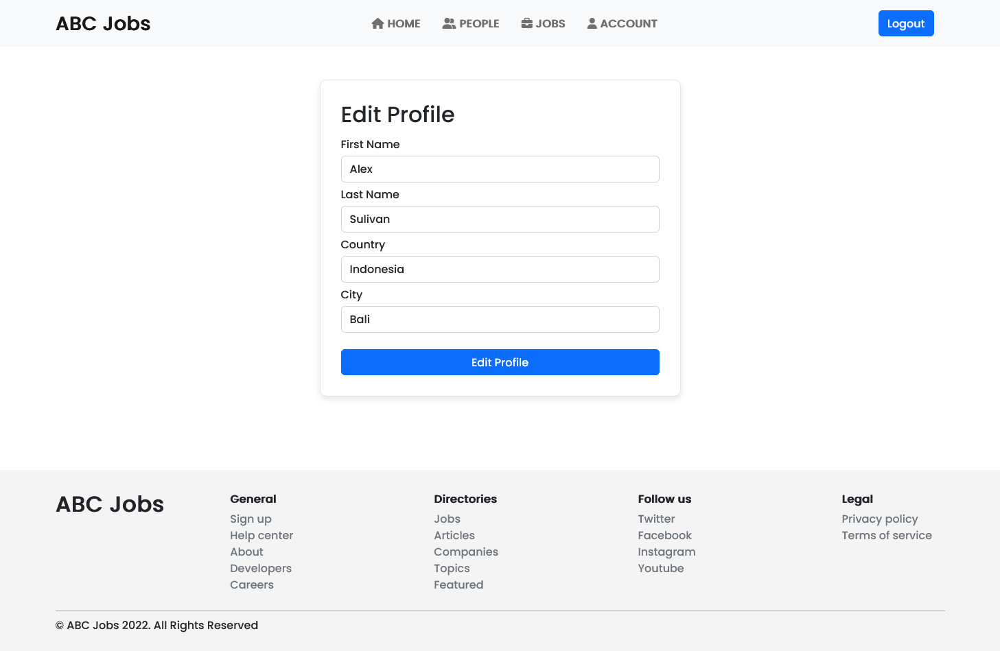 ABC Jobs
HOME
PEOPLE
JOBS
ACCOUNT
Logout
Edit Profile
First Name
Alex
Last Name
Sulivan
Country
Indonesia
City
Bali
Edit Profile
ABC Jobs
General
Sign up
Help center
About
Developers
Careers
Directories
Jobs
Articles
Companies
Topics
Featured
Follow us
Twitter
Facebook
Instagram
Youtube
Legal
Privacy policy
Terms of service
© ABC Jobs 2022. All Rights Reserved